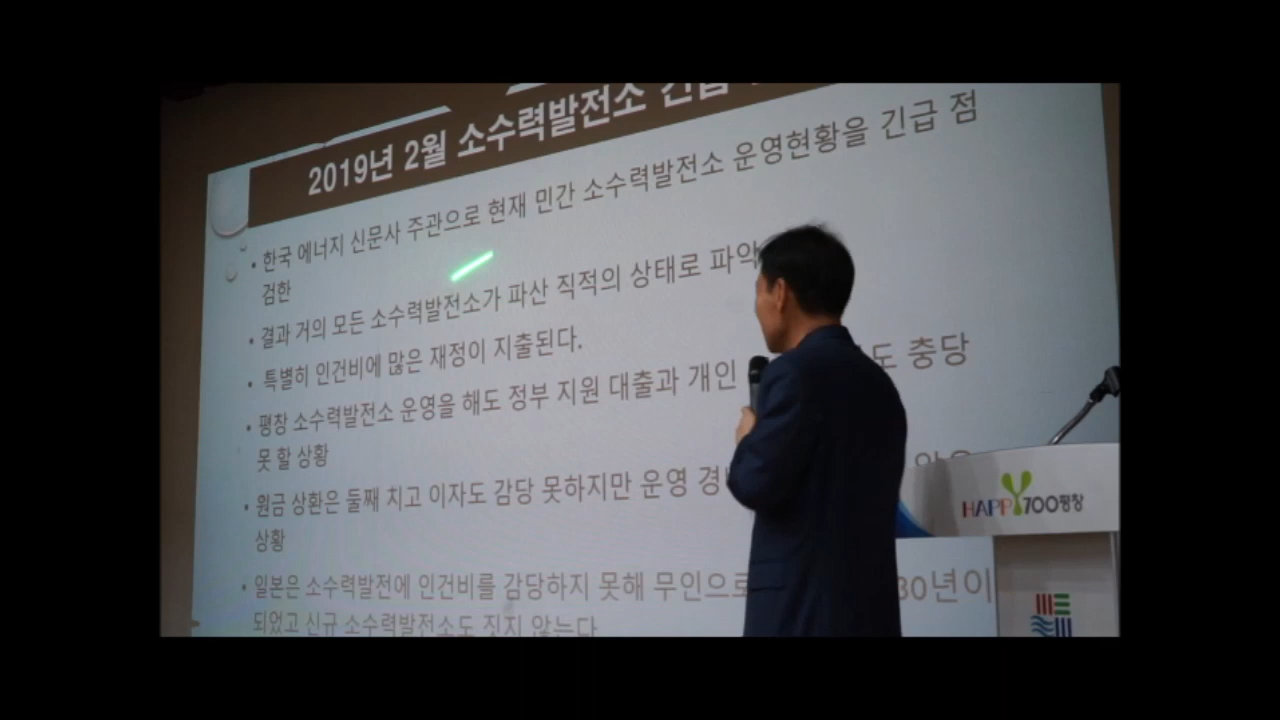 2019년 2월 소수력발전소 긴급
• 한국 에너지 신문사 주관으로 현재 민간 소수력발전소 운영현황을 긴급 점
검한
• 결과 거의 모든 소수력발전소가 파산 직적의 상태로 파악
• 특별히 인건비에 많은 재정이 지출된다.
• 평창 소수력발전소 운영을 해도 정부 지원 대출과 개인 도 충당
못 할 상황
• 원금 상환은 둘째 치고 이자도 감당 못하지만 운영
상황
• 일본은 소수력발전에 인건비를 감당하지 못해 무인으로 30년이
되었고 신규 소수력발전소도 짓지 않는다
HAPPY700평창